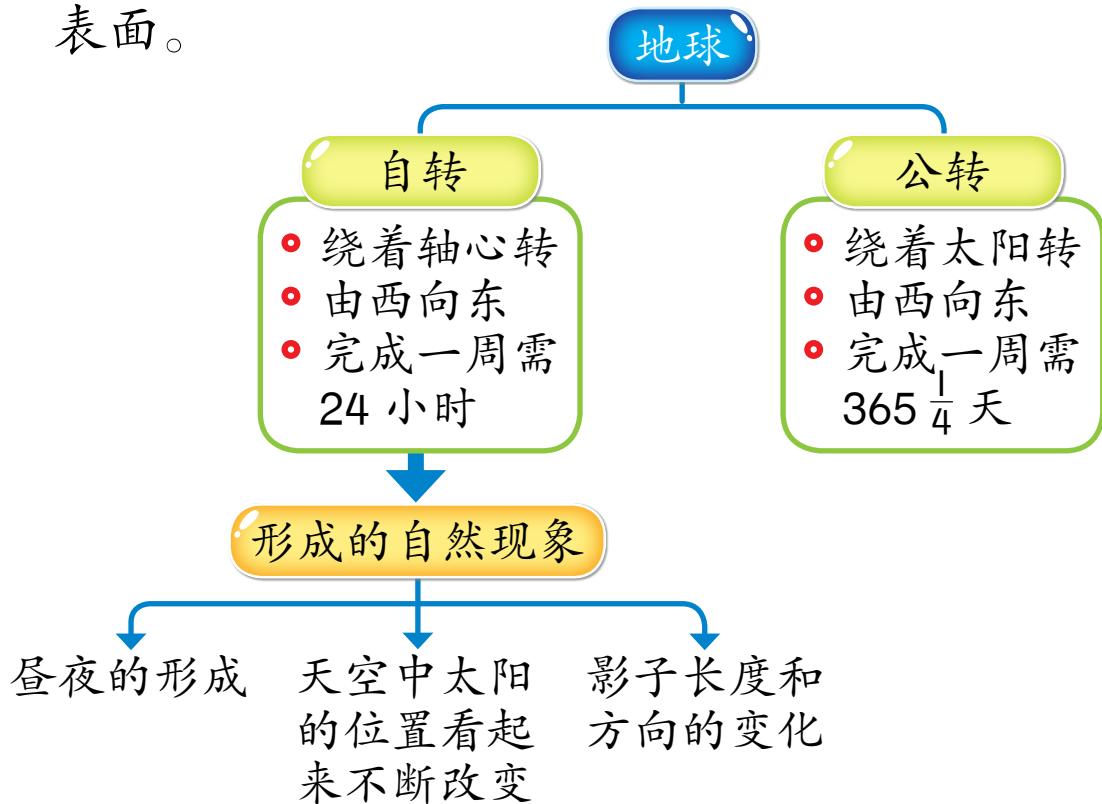 表面。
地球
自转
绕着轴心转
由西向东
完成一周需
24 小时
公转
绕着太阳转
由西向东
完成一周需
365 1/4 天
形成的自然现象
昼夜的形成
天空中太阳
的位置看起
来不断改变
影子长度和
方向的变化